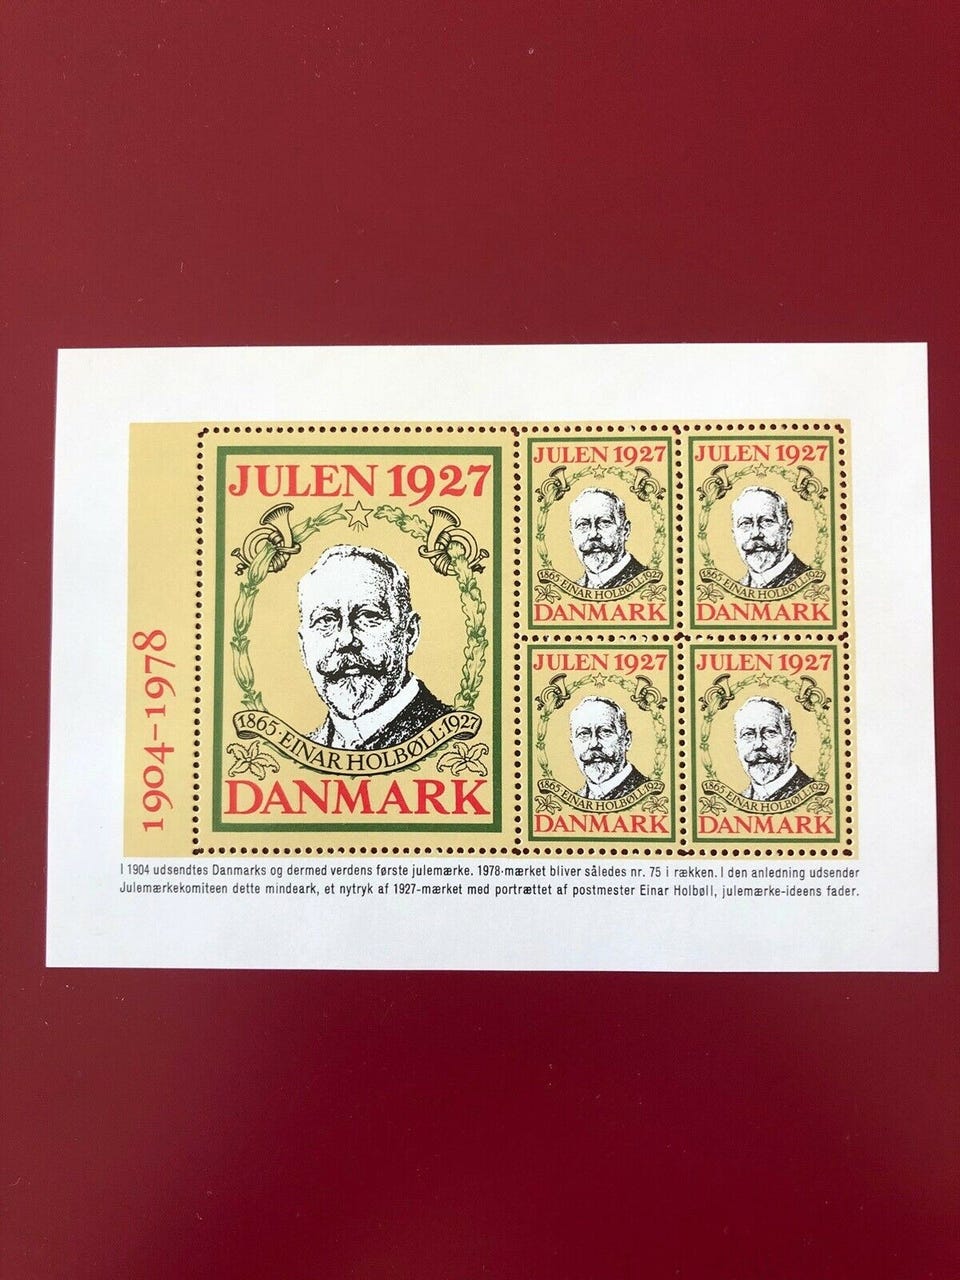 1904-1978
JULEN 1927
1865·EINAR HOLBØLL·1927
DANMARK
JULEN 1927
1865·EINAR HOLBØLL·1927
DANMARK
JULEN 1927
1865·EINAR HOLBØLL·1927
DANMARK
JULEN 1927
1865·EINAR HOLBØLL·1927
DANMARK
JULEN 1927
1865·EINAR HOLBØLL·1927
DANMARK
I 1904 udsendtes Danmarks og dermed verdens første julemærke. 1978-mærket bliver således nr. 75 i rækken. I den anledning udsender
Julemærkekomiteen dette mindeark, et nytryk af 1927-mærket med portrættet af postmester Einar Holbøll, julemærke-ideens fader.